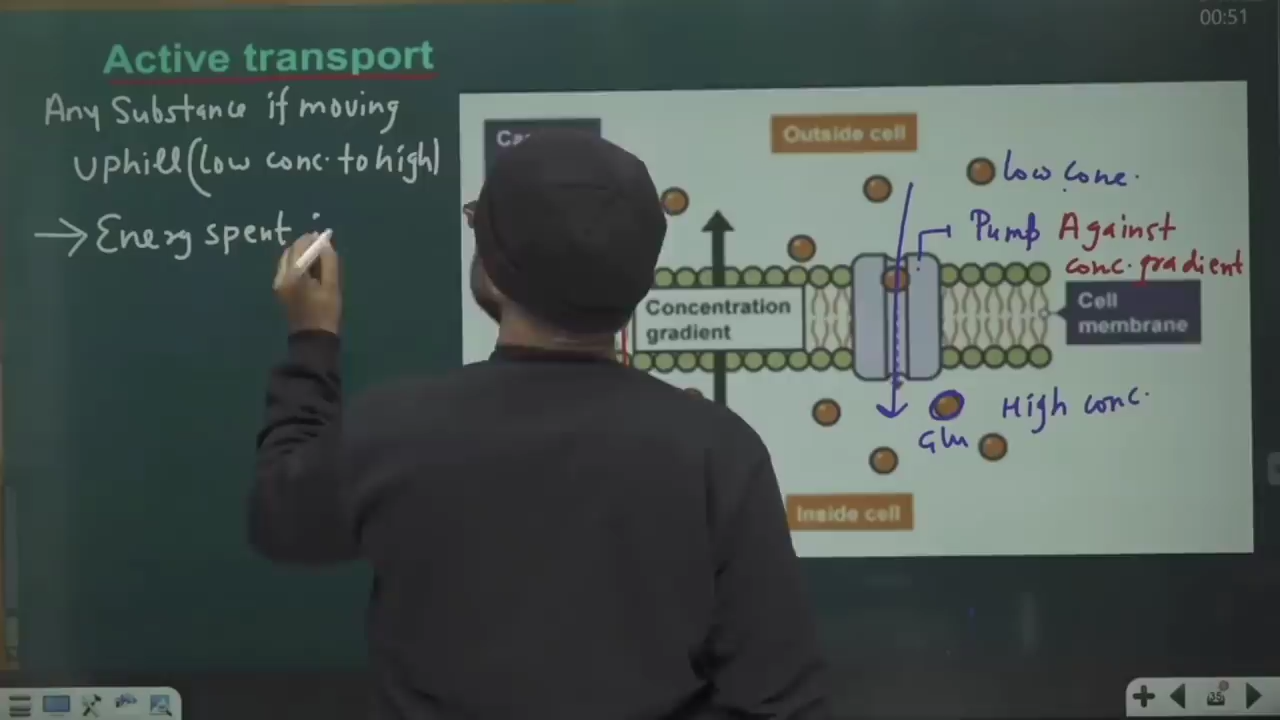 00:51
Active transport
Any Substance if moving
uphill (low conc. to high)
→ Energy spent
Outside cell
low conc.
Pump Against
conc. gradient
Concentration
gradient
Cell
membrane
High conc.
Glu
Inside cell
35